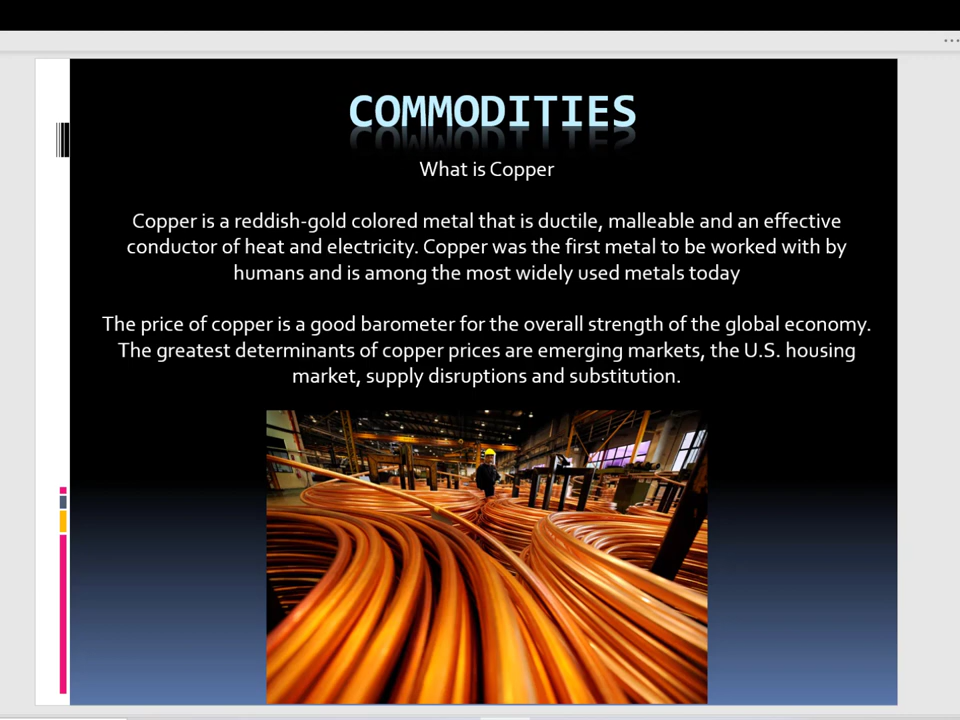 COMMODITIES
What is Copper
Copper is a reddish-gold colored metal that is ductile, malleable and an effective
conductor of heat and electricity. Copper was the first metal to be worked with by
humans and is among the most widely used metals today
The price of copper is a good barometer for the overall strength of the global economy.
The greatest determinants of copper prices are emerging markets, the U.S. housing
market, supply disruptions and substitution.